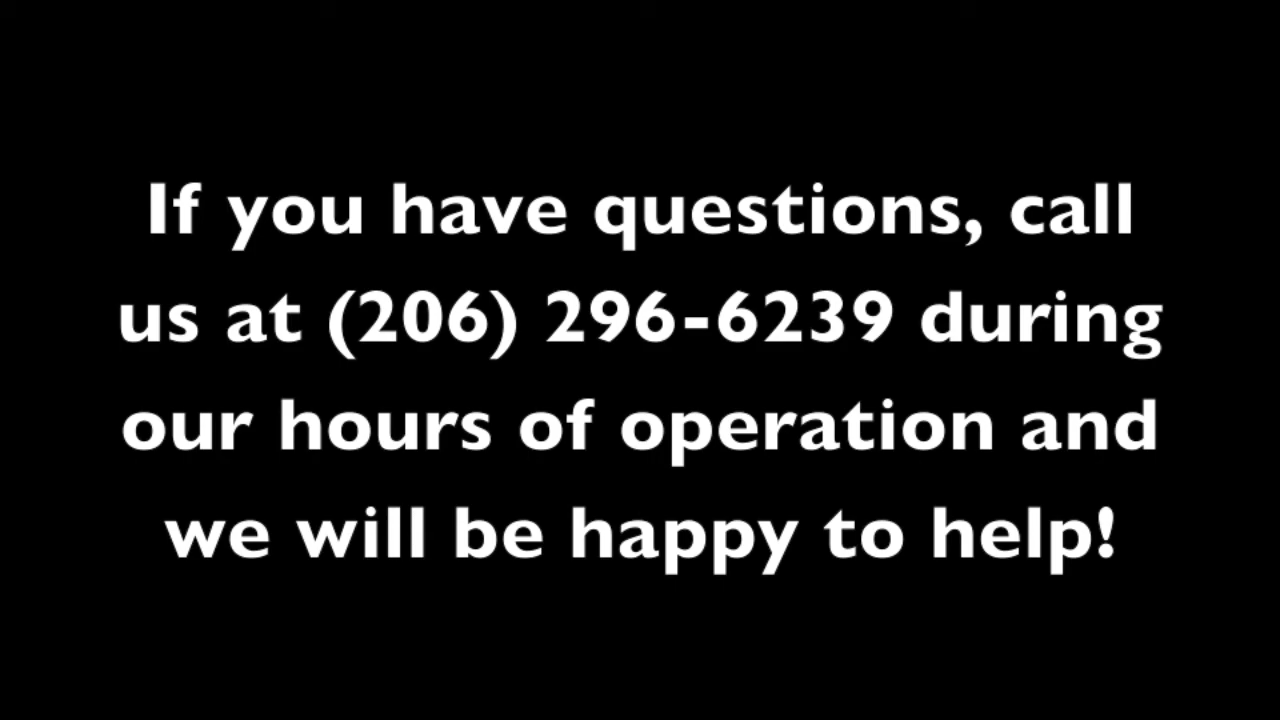 If you have questions, call
us at (206) 296-6239 during
our hours of operation and
we will be happy to help!